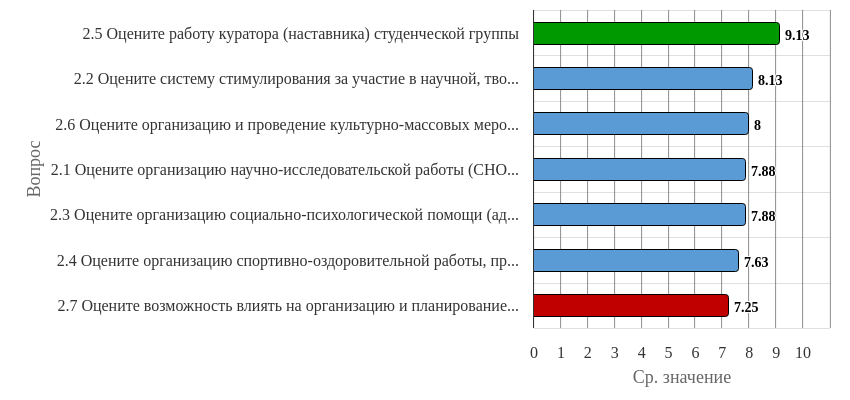 2.5 Оцените работу куратора (наставника) студенческой группы
9.13
2.2 Оцените систему стимулирования за участие в научной, тво...
8.13
2.6 Оцените организацию и проведение культурно-массовых меро...
8
2.1 Оцените организацию научно-исследовательской работы (СНО...
7.88
2.3 Оцените организацию социально-психологической помощи (ад...
7.88
2.4 Оцените организацию спортивно-оздоровительной работы, пр...
7.63
2.7 Оцените возможность влиять на организацию и планирование...
7.25
Вопрос
0 1 2 3 4 5 6 7 8 9 10
Ср. значение